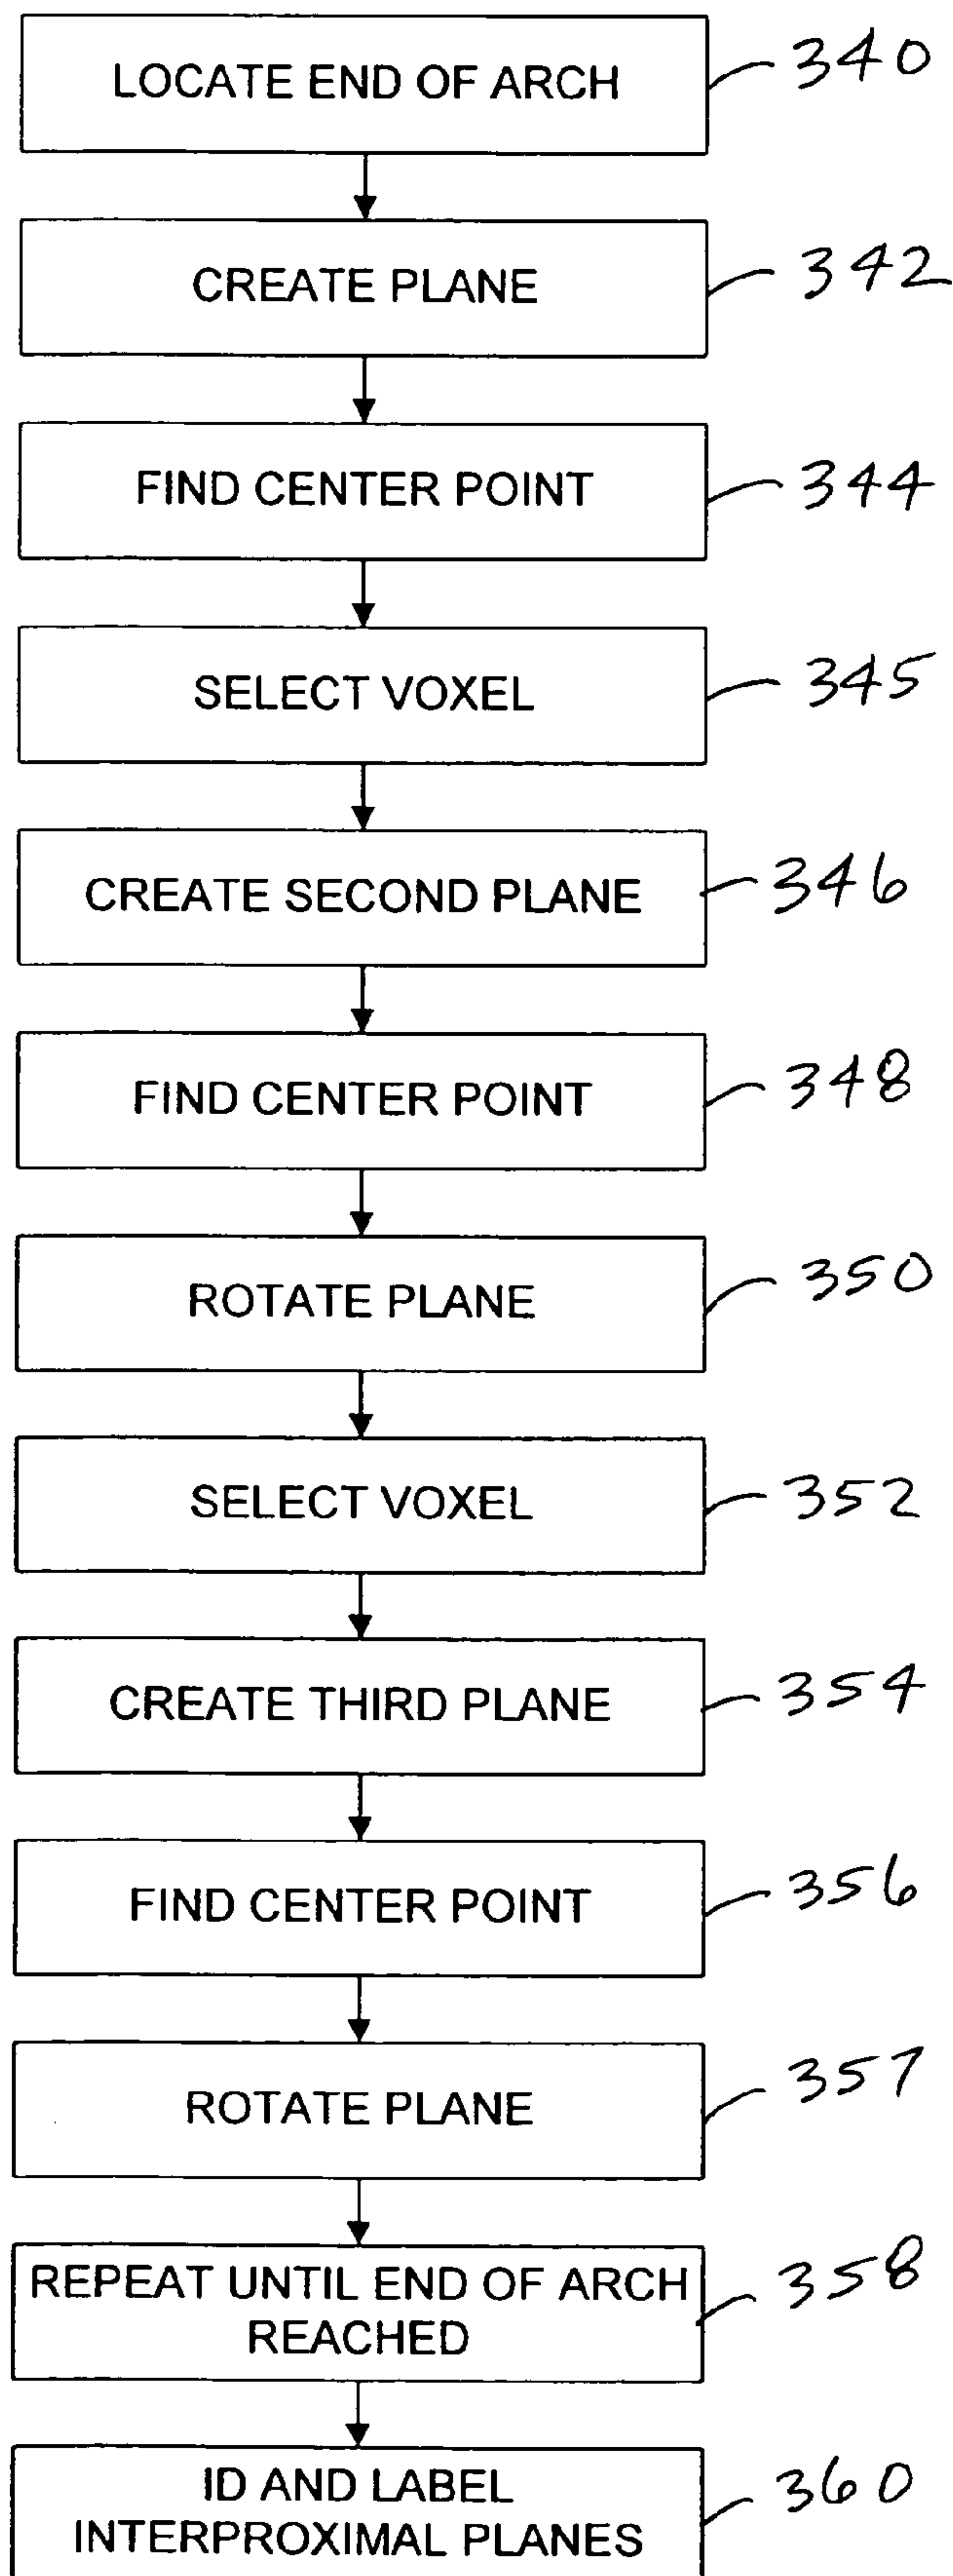 LOCATE END OF ARCH 340
CREATE PLANE 342
FIND CENTER POINT 344
SELECT VOXEL 345
CREATE SECOND PLANE 346
FIND CENTER POINT 348
ROTATE PLANE 350
SELECT VOXEL 352
CREATE THIRD PLANE 354
FIND CENTER POINT 356
ROTATE PLANE 357
REPEAT UNTIL END OF ARCH
REACHED 358
ID AND LABEL
INTERPROXIMAL PLANES 360